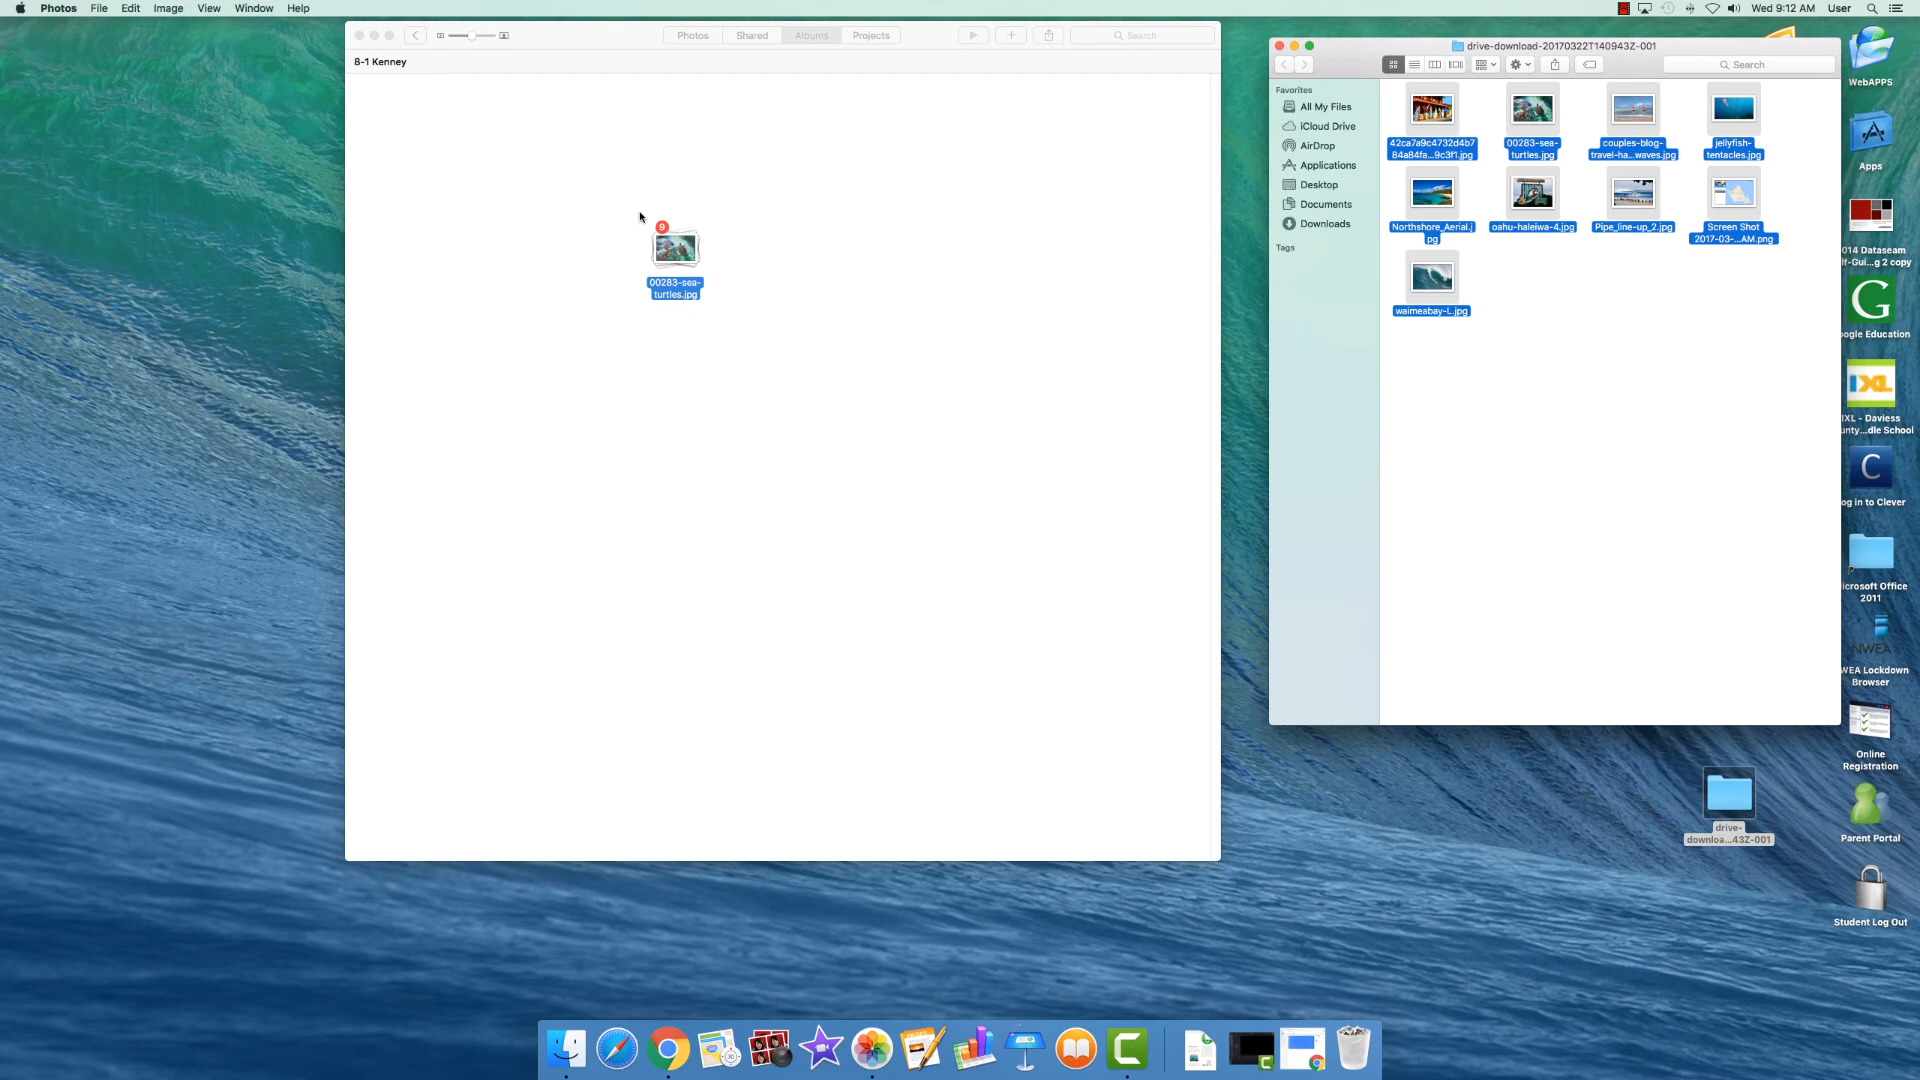 Photos File Edit Image View Window Help
Wed 9:12 AM User
Photos Shared Albums Projects
Search
8-1 Kenney
9
00283-sea-
turtles.jpg
drive-download-20170322T140943Z-001
Search
Favorites
All My Files
iCloud Drive
AirDrop
Applications
Desktop
Documents
Downloads
Tags
42ca7a9c4732d4b7
84a84fa...9c3f1.jpg
00283-sea-
turtles.jpg
couples-blog-
travel-ha...waves.jpg
jellyfish-
tentacles.jpg
Northshore_Aerial.j
pg
oahu-haleiwa-4.jpg
Pipe_line-up_2.jpg
Screen Shot
2017-03-...AM.png
waimeabay-L.jpg
drive-
downloa...43Z-001
WebAPPS
Apps
014 Dataseam
lf-Gui...g 2 copy
G
ogle Education
IXL
IXL - Daviess
unty...dle School
C
og in to Clever
icrosoft Office
2011
NWEA
WEA Lockdown
Browser
Online
Registration
Parent Portal
Student Log Out
PAGES